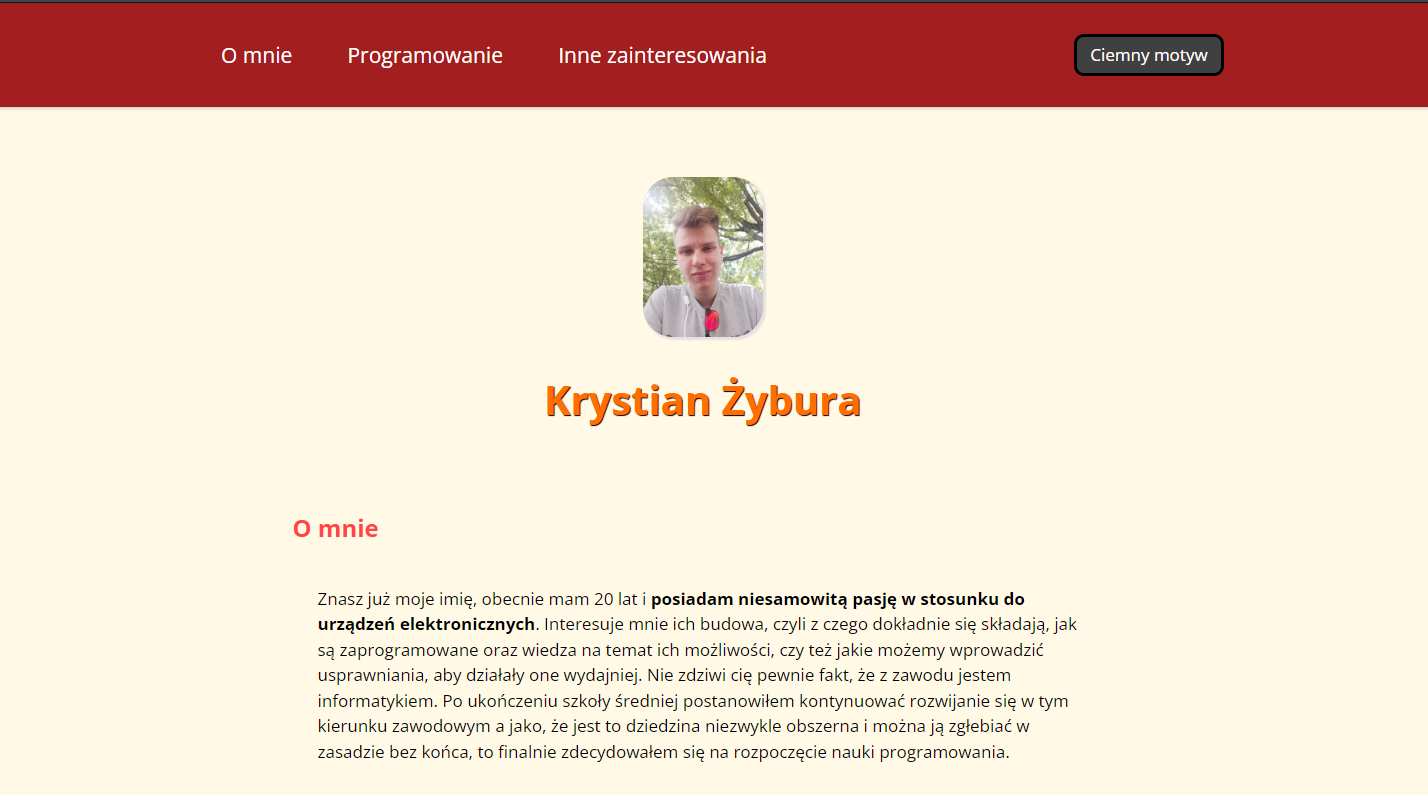 O mnie
Programowanie
Inne zainteresowania
Ciemny motyw
Krystian Żybura
O mnie
Znasz już moje imię, obecnie mam 20 lat i posiadam niesamowitą pasję w stosunku do
urządzeń elektronicznych. Interesuje mnie ich budowa, czyli z czego dokładnie się składają, jak
są zaprogramowane oraz wiedza na temat ich możliwości, czy też jakie możemy wprowadzić
usprawniania, aby działały one wydajniej. Nie zdziwi cię pewnie fakt, że z zawodu jestem
informatykiem. Po ukończeniu szkoły średniej postanowiłem kontynuować rozwijanie się w tym
kierunku zawodowym a jako, że jest to dziedzina niezwykle obszerna i można ją zgłebiać w
zasadzie bez końca, to finalnie zdecydowałem się na rozpoczęcie nauki programowania.